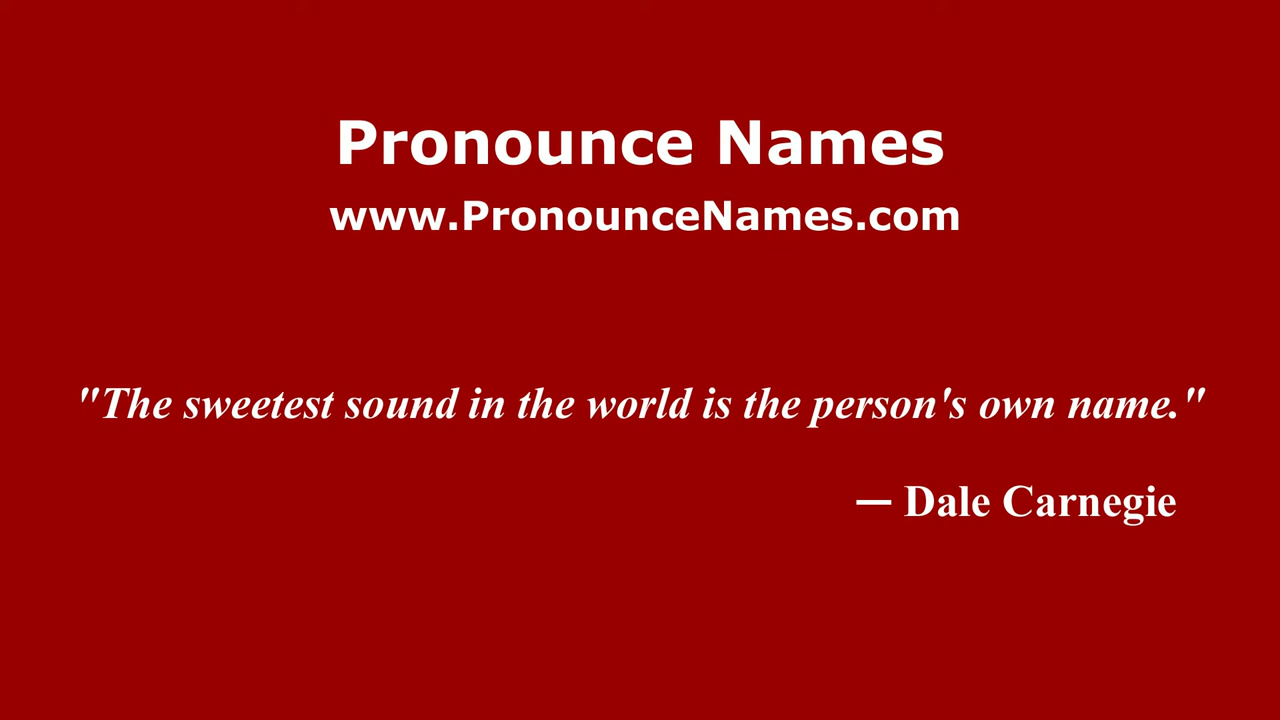 Pronounce Names
www.PronounceNames.com
"The sweetest sound in the world is the person's own name."
— Dale Carnegie